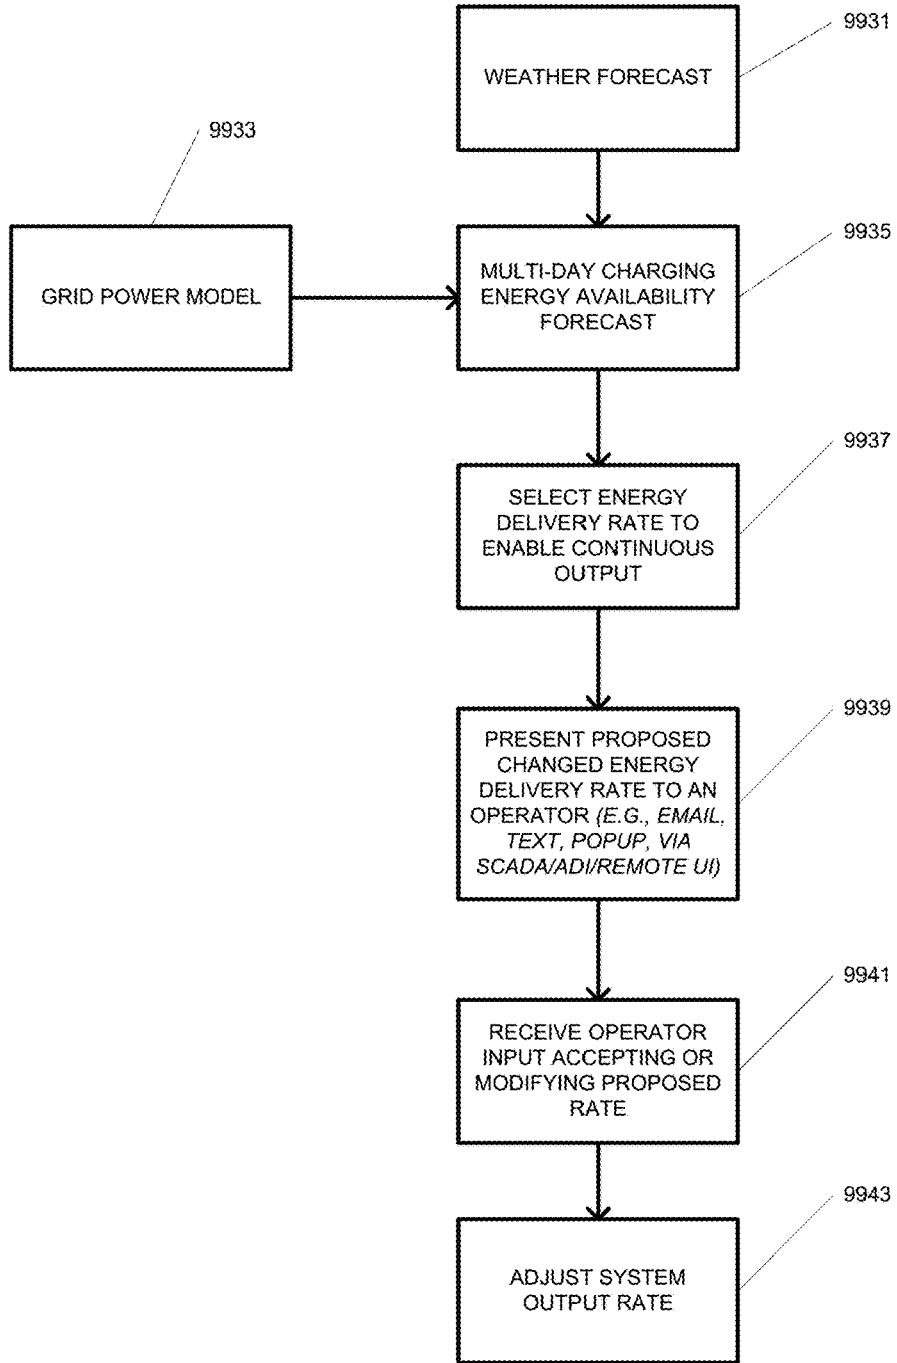 9931
WEATHER FORECAST
9933
GRID POWER MODEL
9935
MULTI-DAY CHARGING
ENERGY AVAILABILITY
FORECAST
9937
SELECT ENERGY
DELIVERY RATE TO
ENABLE CONTINUOUS
OUTPUT
9939
PRESENT PROPOSED
CHANGED ENERGY
DELIVERY RATE TO AN
OPERATOR (E.G., EMAIL,
TEXT, POPUP, VIA
SCADA/ADI/REMOTE UI)
9941
RECEIVE OPERATOR
INPUT ACCEPTING OR
MODIFYING PROPOSED
RATE
9943
ADJUST SYSTEM
OUTPUT RATE